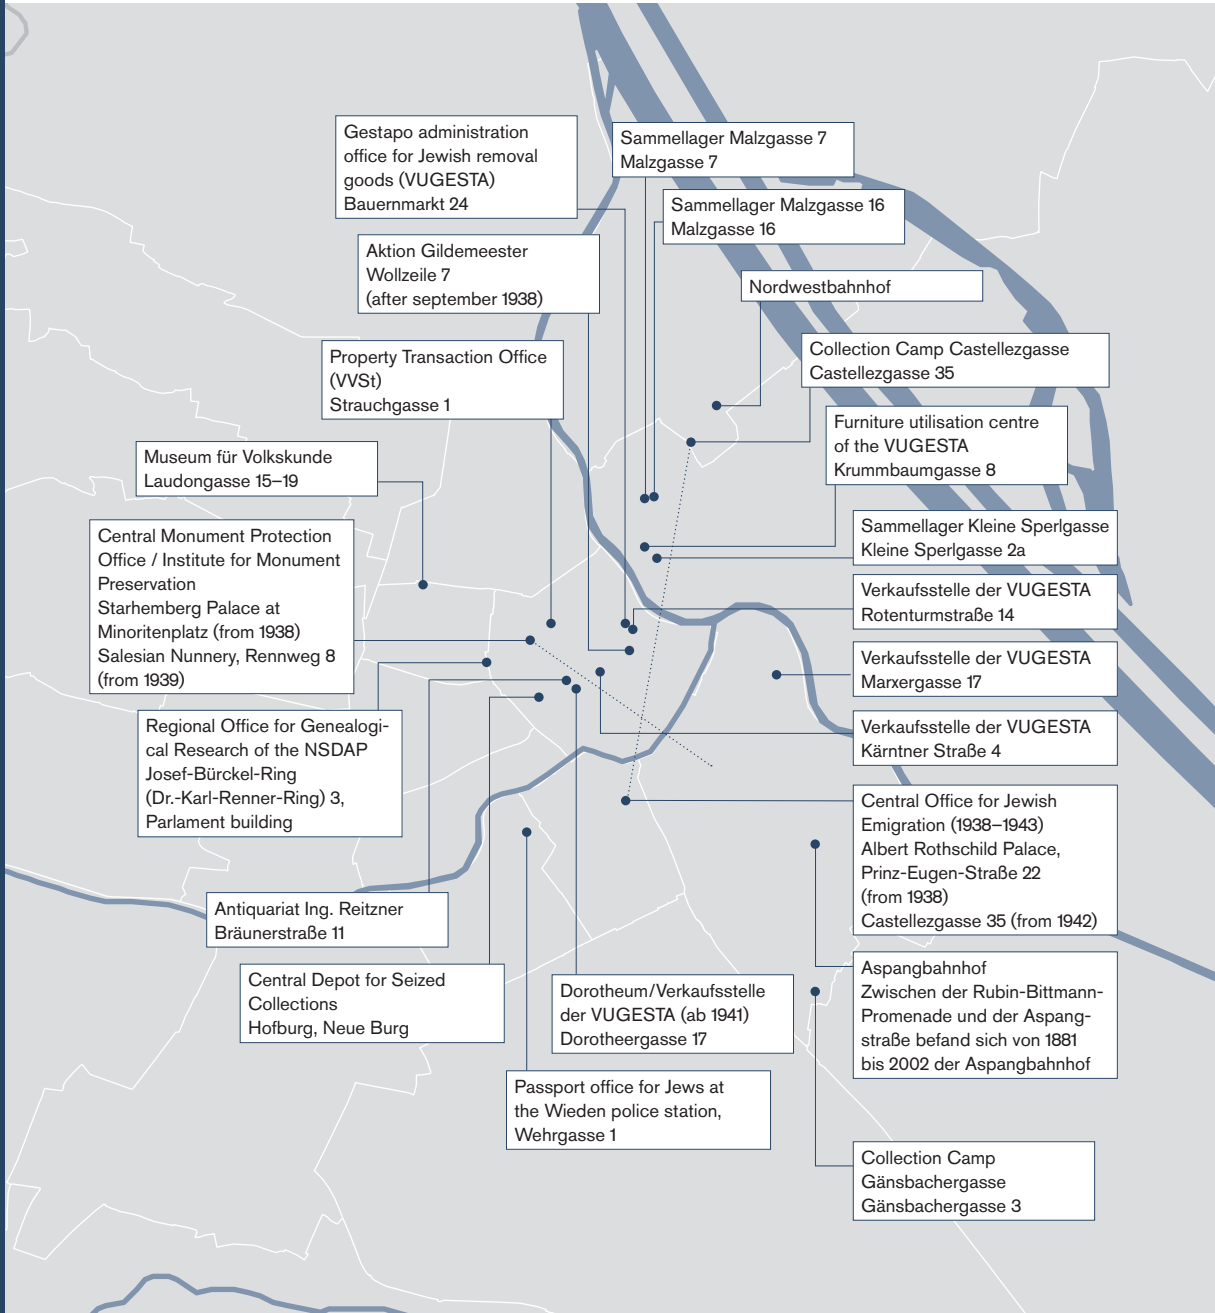 Gestapo administration
office for Jewish removal
goods (VUGESTA)
Bauernmarkt 24
Sammellager Malzgasse 7
Malzgasse 7
Sammellager Malzgasse 16
Malzgasse 16
Aktion Gildemeester
Wollzeile 7
(after september 1938)
Nordwestbahnhof
Property Transaction Office
(VVSt)
Strauchgasse 1
Collection Camp Castellezgasse
Castellezgasse 35
Furniture utilisation centre
of the VUGESTA
Krummbaumgasse 8
Museum für Volkskunde
Laudongasse 15–19
Central Monument Protection
Office / Institute for Monument
Preservation
Starhemberg Palace at
Minoritenplatz (from 1938)
Salesian Nunnery, Rennweg 8
(from 1939)
Sammellager Kleine Sperlgasse
Kleine Sperlgasse 2a
Verkaufsstelle der VUGESTA
Rotenturmstraße 14
Verkaufsstelle der VUGESTA
Marxergasse 17
Verkaufsstelle der VUGESTA
Kärntner Straße 4
Regional Office for Genealogi-
cal Research of the NSDAP
Josef-Bürckel-Ring
(Dr.-Karl-Renner-Ring) 3,
Parlament building
Central Office for Jewish
Emigration (1938–1943)
Albert Rothschild Palace,
Prinz-Eugen-Straße 22
(from 1938)
Castellezgasse 35 (from 1942)
Antiquariat Ing. Reitzner
Bräunerstraße 11
Central Depot for Seized
Collections
Hofburg, Neue Burg
Dorotheum/Verkaufsstelle
der VUGESTA (ab 1941)
Dorotheergasse 17
Aspangbahnhof
Zwischen der Rubin-Bittmann-
Promenade und der Aspang-
straße befand sich von 1881
bis 2002 der Aspangbahnhof
Passport office for Jews at
the Wieden police station,
Wehrgasse 1
Collection Camp
Gänsbachergasse
Gänsbachergasse 3